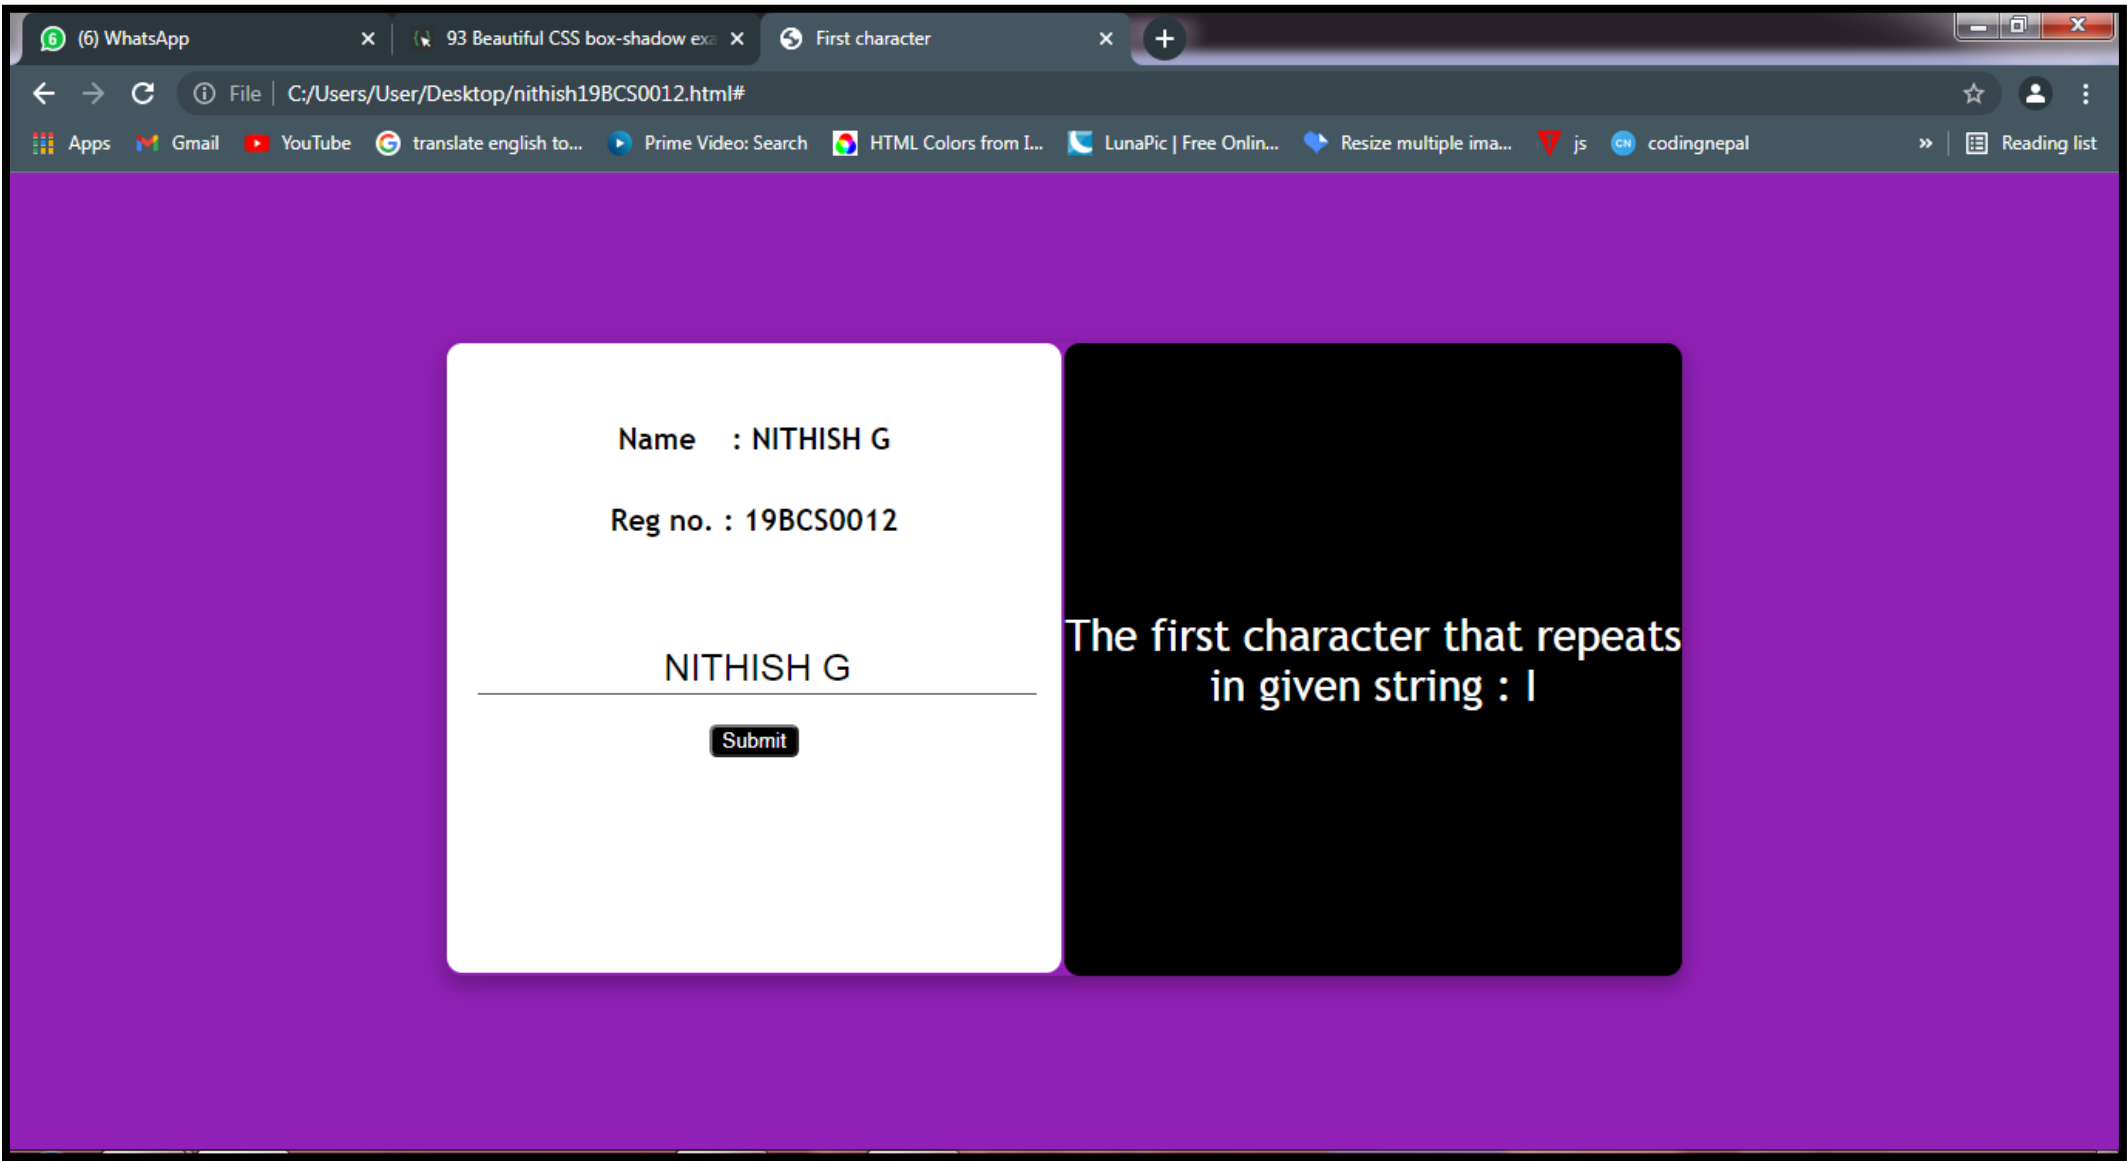 6 (6) WhatsApp
93 Beautiful CSS box-shadow exa
First character
File C:/Users/User/Desktop/nithish19BCS0012.html#
Apps Gmail YouTube translate english to... Prime Video: Search HTML Colors from I... LunaPic | Free Onlin... Resize multiple ima... js CN codingnepal » Reading list
Name : NITHISH G
Reg no. : 19BCS0012
NITHISH G
Submit
The first character that repeats
in given string : I